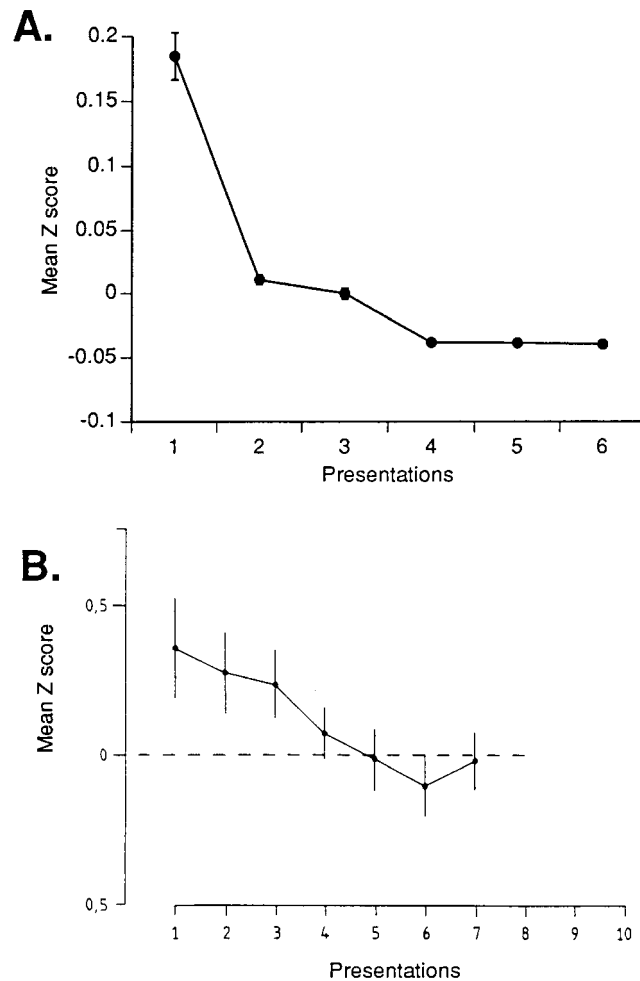 A.
0.2
0.15
0.1
0.05
0
-0.05
-0.1
Mean Z score
1 2 3 4 5 6
Presentations
B.
0,5
0
0,5
Mean Z score
1 2 3 4 5 6 7 8 9 10
Presentations